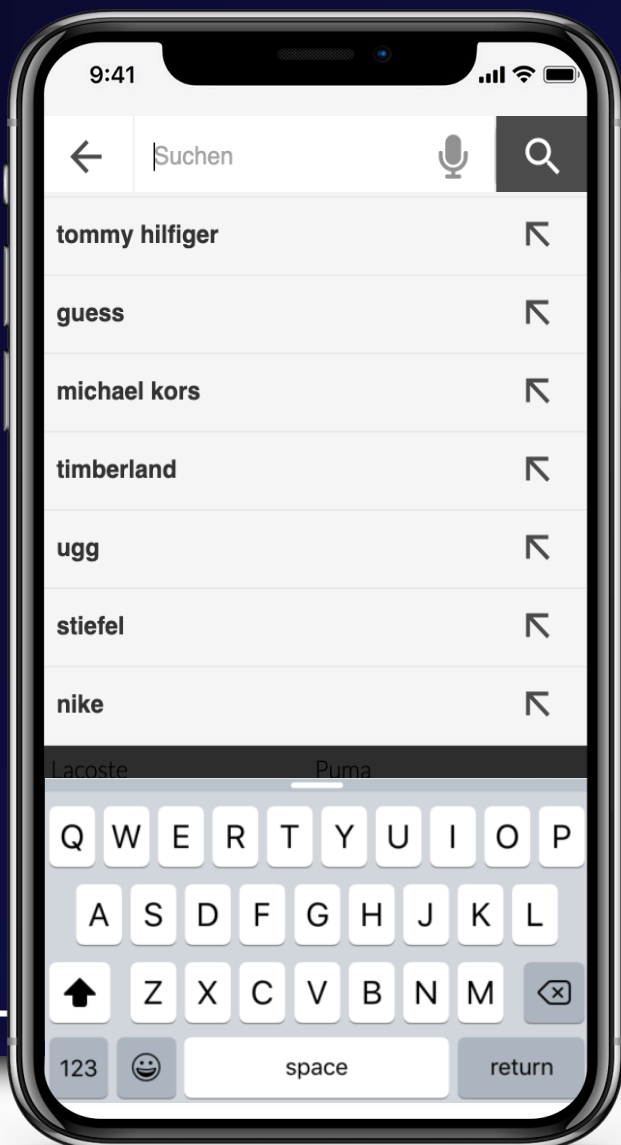 9:41
Suchen
tommy hilfiger
guess
michael kors
timberland
ugg
stiefel
nike
Lacoste Puma
Q W E R T Y U I O P
A S D F G H J K L
Z X C V B N M
123 space return